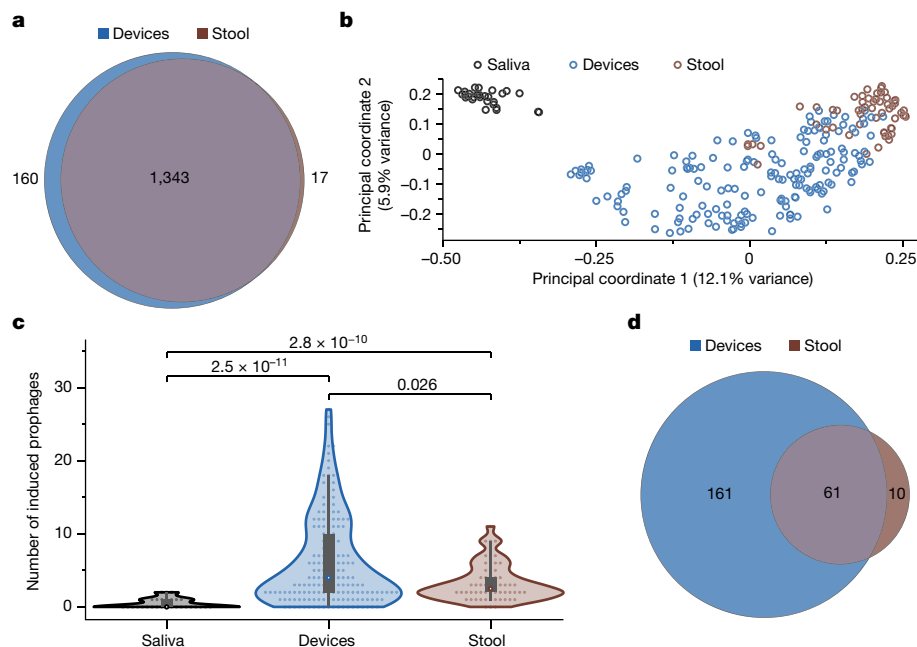 a
Devices Stool
160 1,343 17
b
Saliva Devices Stool
Principal coordinate 2
(5.9% variance)
0.2
0.1
0
−0.1
−0.2
−0.50 −0.25 0 0.25
Principal coordinate 1 (12.1% variance)
c
2.8 × 10−10
2.5 × 10−11
0.026
Number of induced prophages
30
20
10
0
Saliva Devices Stool
d
Devices Stool
161 61 10